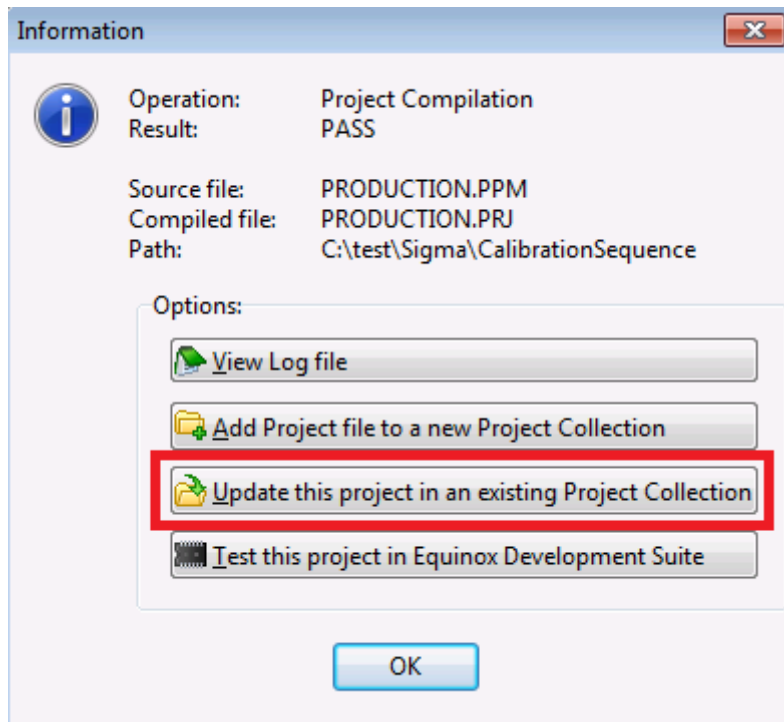 Information
Operation: Project Compilation
Result: PASS
Source file: PRODUCTION.PPM
Compiled file: PRODUCTION.PRJ
Path: C:\test\Sigma\CalibrationSequence
Options:
View Log file
Add Project file to a new Project Collection
Update this project in an existing Project Collection
Test this project in Equinox Development Suite
OK